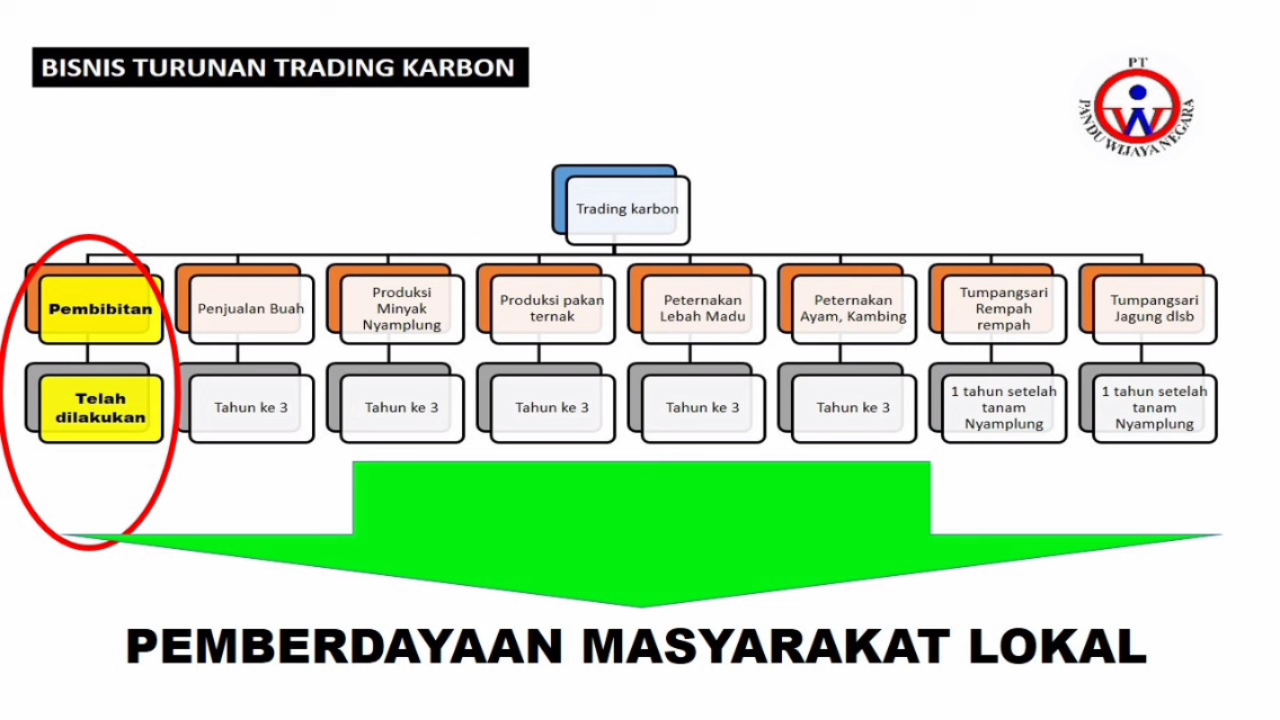 BISNIS TURUNAN TRADING KARBON
PT
PANDU WIJAYA NEGARA
Trading karbon
Pembibitan
Penjualan Buah
Produksi
Minyak
Nyamplung
Produksi pakan
ternak
Peternakan
Lebah Madu
Peternakan
Ayam, Kambing
Tumpangsari
Rempah
rempah
Tumpangsari
Jagung dlsb
Telah
dilakukan
Tahun ke 3
Tahun ke 3
Tahun ke 3
Tahun ke 3
Tahun ke 3
1 tahun setelah
tanam
Nyamplung
1 tahun setelah
tanam
Nyamplung
PEMBERDAYAAN MASYARAKAT LOKAL